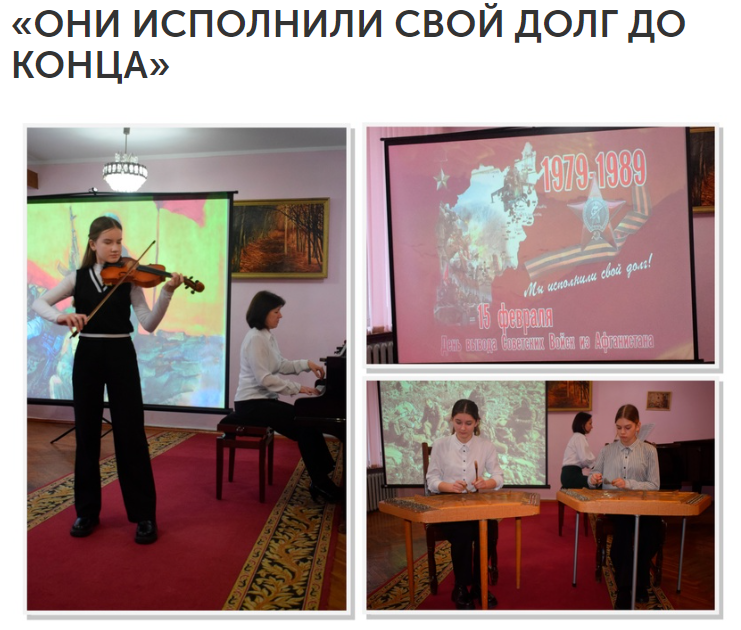 «ОНИ ИСПОЛНИЛИ СВОЙ ДОЛГ ДО
КОНЦА»
1979-1989
Мы исполнили свой долг!
- 15 февраля
День вывода Советских Войск из Афганистана